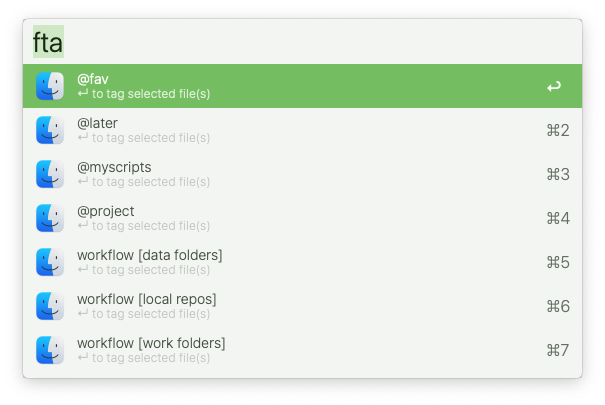 fta
@fav
↩ to tag selected file(s)
↩
@later
↩ to tag selected file(s)
⌘2
@myscripts
↩ to tag selected file(s)
⌘3
@project
↩ to tag selected file(s)
⌘4
workflow [data folders]
↩ to tag selected file(s)
⌘5
workflow [local repos]
↩ to tag selected file(s)
⌘6
workflow [work folders]
↩ to tag selected file(s)
⌘7